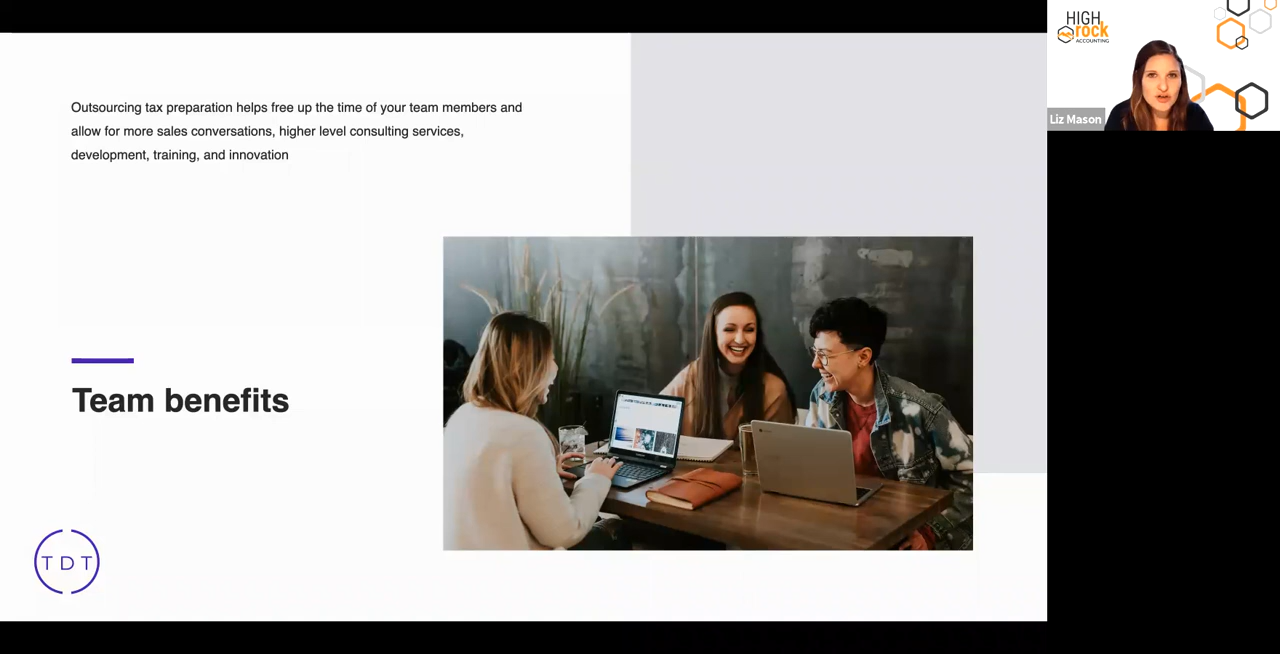 Outsourcing tax preparation helps free up the time of your team members and
allow for more sales conversations, higher level consulting services,
development, training, and innovation
Team benefits
TDT
HIGH
rock
ACCOUNTING
Liz Mason